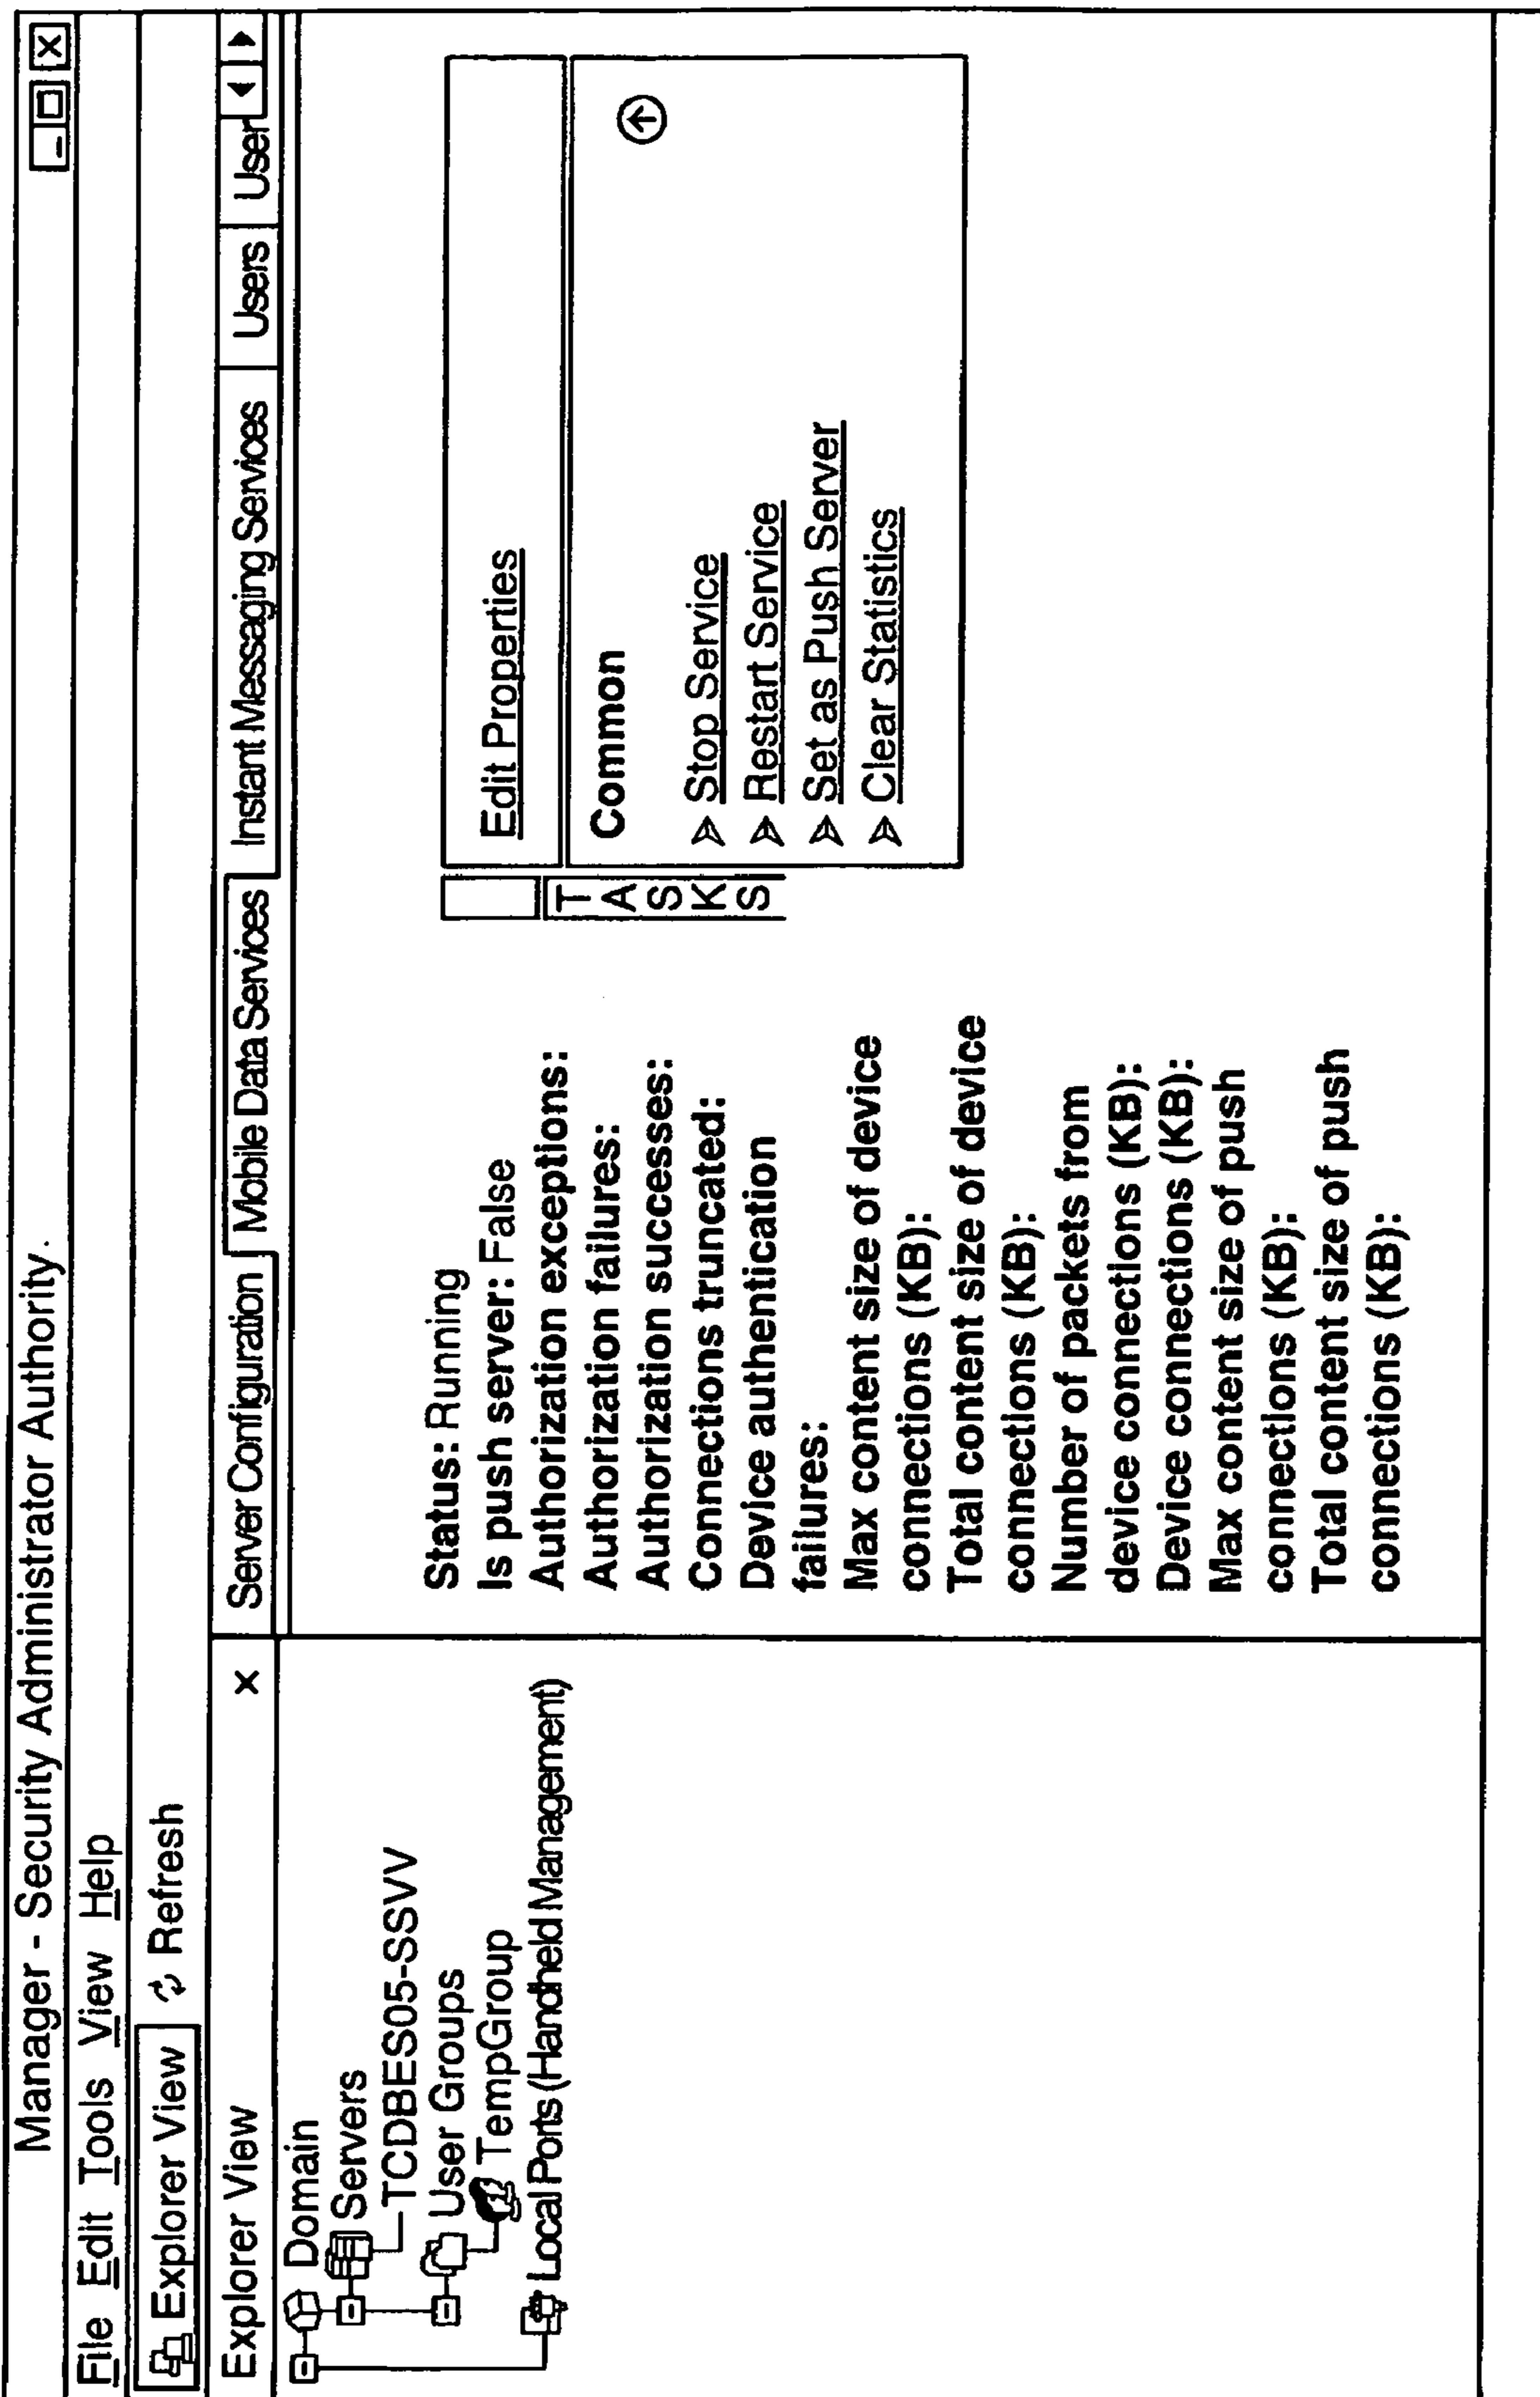 Manager - Security Administrator Authority.
File Edit Tools View Help
Explorer View Refresh
Explorer View x
Domain
Servers
TCDBES05-SSVV
User Groups
TempGroup
Local Ports (Handheld Management)
Server Configuration Mobile Data Services Instant Messaging Services Users User
Status: Running
Is push server: False
Authorization exceptions:
Authorization failures:
Authorization successes:
Connections truncated:
Device authentication
failures:
Max content size of device
connections (KB):
Total content size of device
connections (KB):
Number of packets from
device connections (KB):
Device connections (KB):
Max content size of push
connections (KB):
Total content size of push
connections (KB):
TASKS
Edit Properties
Common
Stop Service
Restart Service
Set as Push Server
Clear Statistics